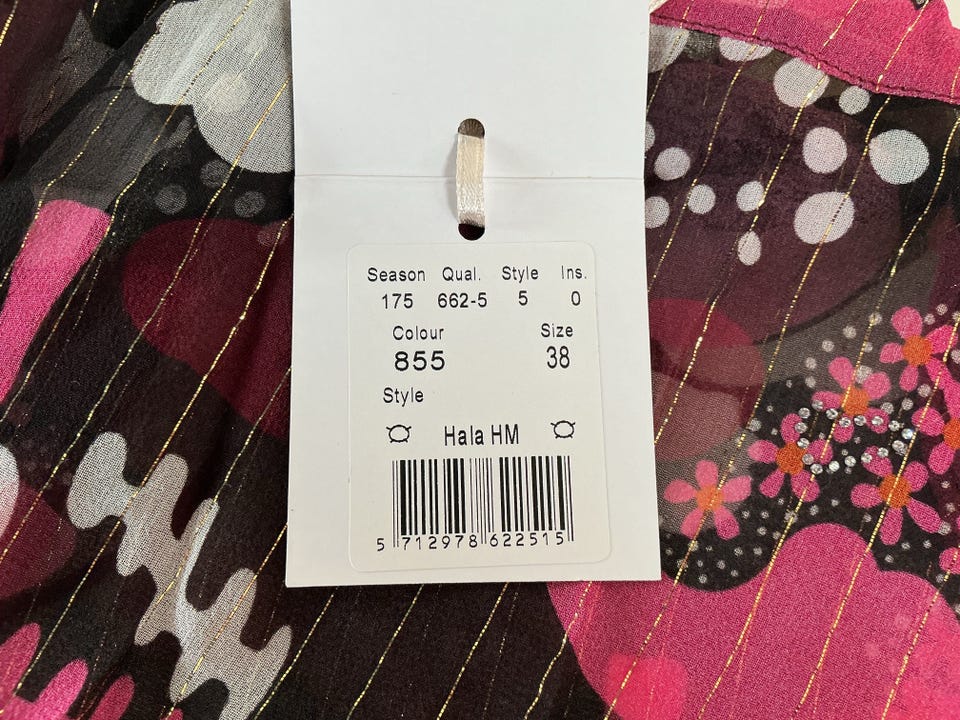 Season Qual. Style Ins.
175 662-5 5 0
Colour Size
855 38
Style
Hala HM
5 712978 622515